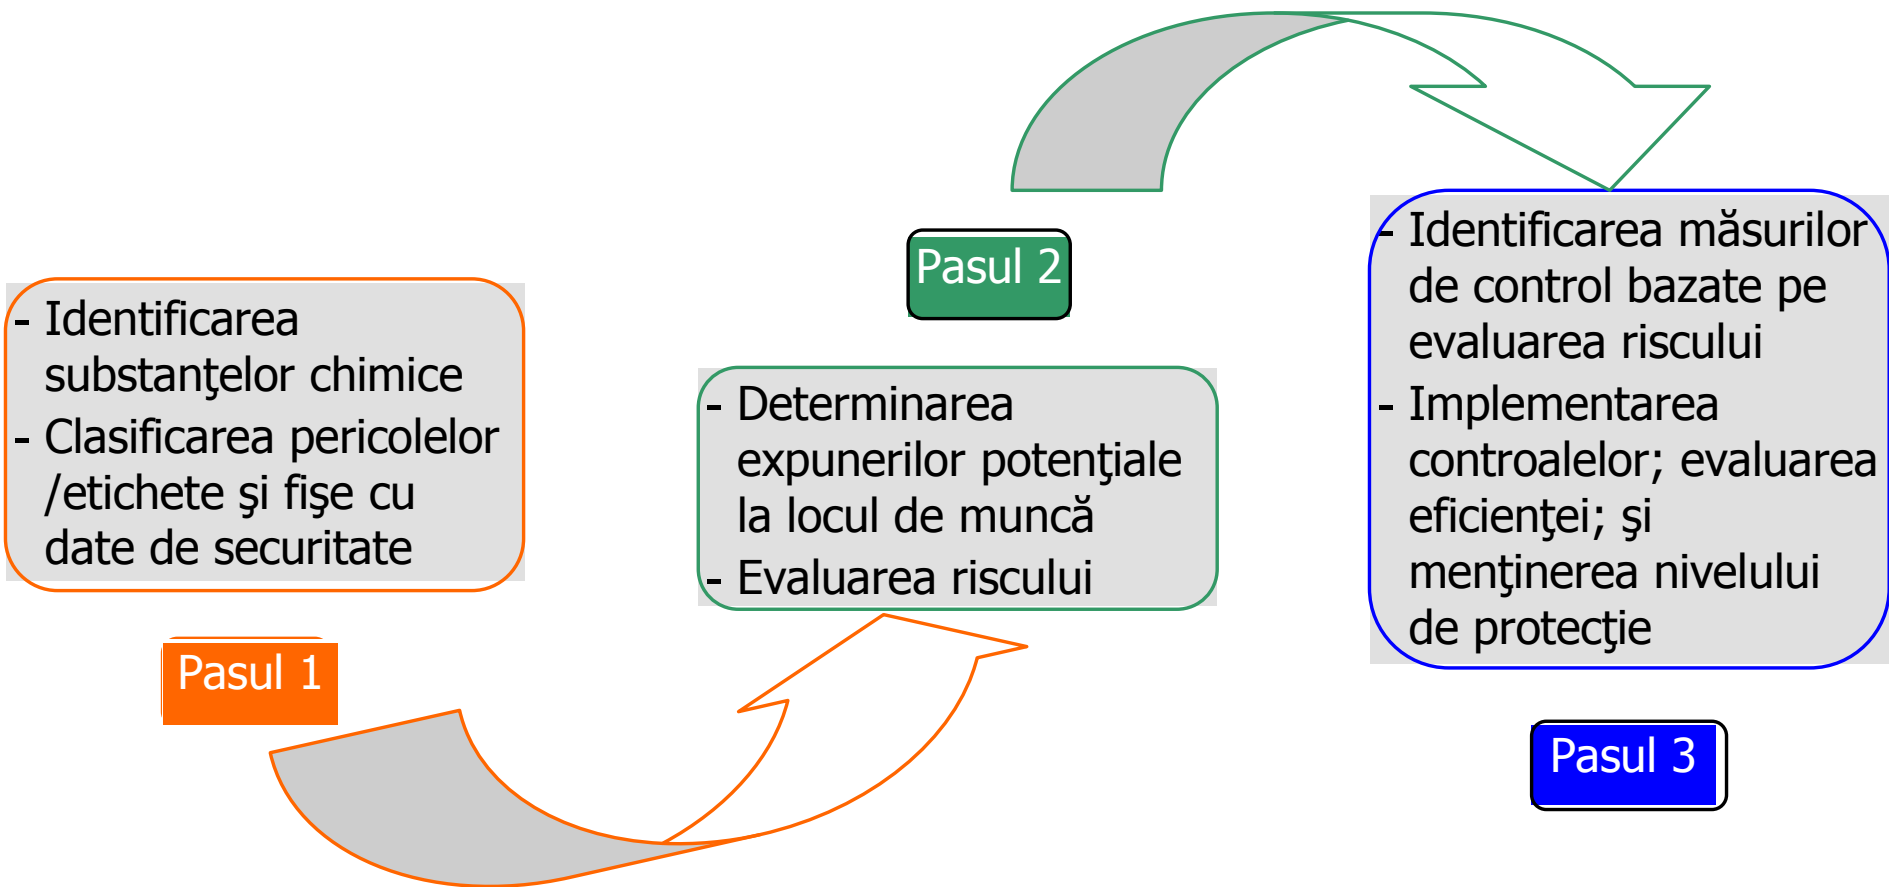 - Identificarea
substanţelor chimice
- Clasificarea pericolelor
/etichete şi fişe cu
date de securitate
Pasul 1
Pasul 2
- Determinarea
expunerilor potenţiale
la locul de muncă
- Evaluarea riscului
- Identificarea măsurilor
de control bazate pe
evaluarea riscului
- Implementarea
controalelor; evaluarea
eficienţei; şi
menţinerea nivelului
de protecţie
Pasul 3